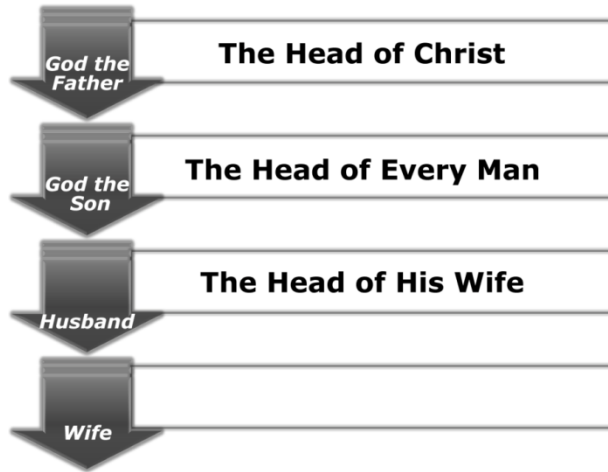 God the
Father
The Head of Christ
God the
Son
The Head of Every Man
Husband
The Head of His Wife
Wife